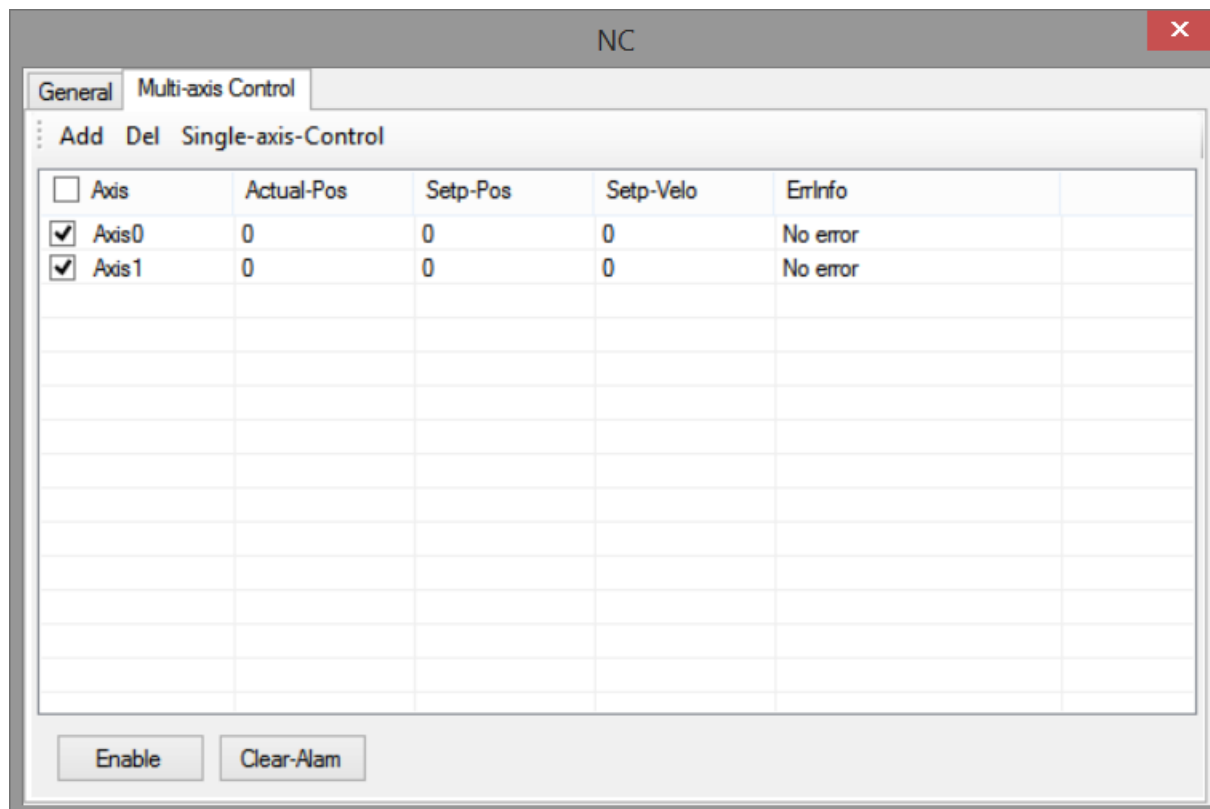 NC
General Multi-axis Control
Add Del Single-axis-Control
Axis Actual-Pos Setp-Pos Setp-Velo ErrInfo
Axis0 0 0 0 No error
Axis1 0 0 0 No error
Enable Clear-Alam